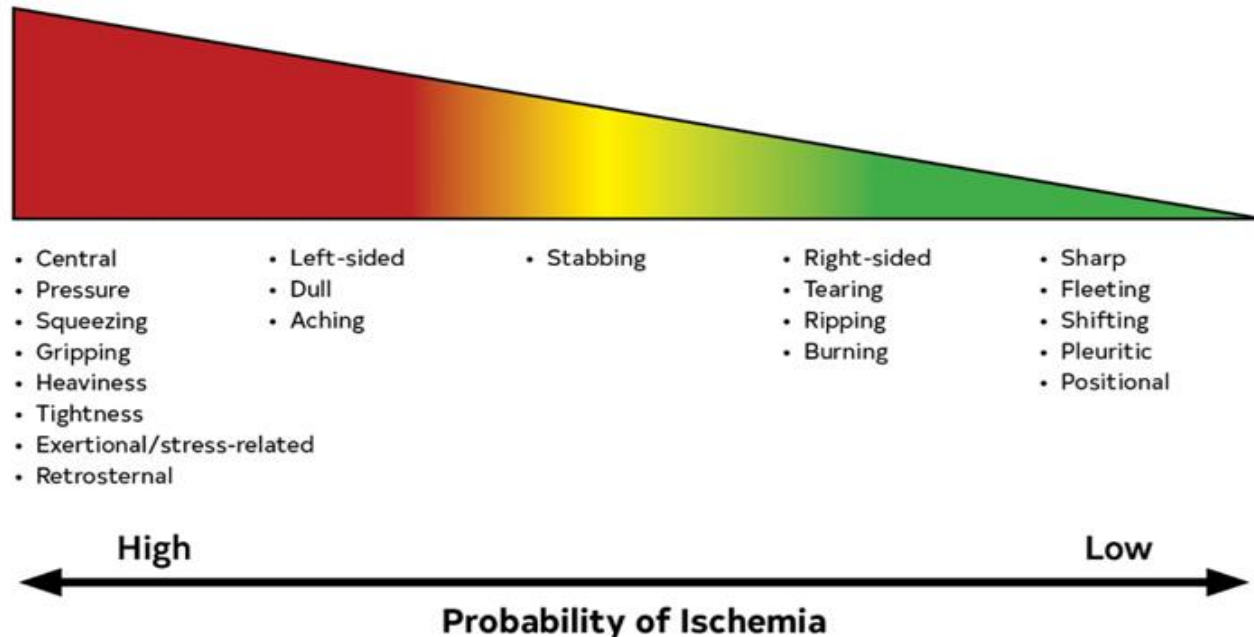 • Central
• Pressure
• Squeezing
• Gripping
• Heaviness
• Tightness
• Exertional/stress-related
• Retrosternal
• Left-sided
• Dull
• Aching
• Stabbing
• Right-sided
• Tearing
• Ripping
• Burning
• Sharp
• Fleeting
• Shifting
• Pleuritic
• Positional
High
Low
Probability of Ischemia